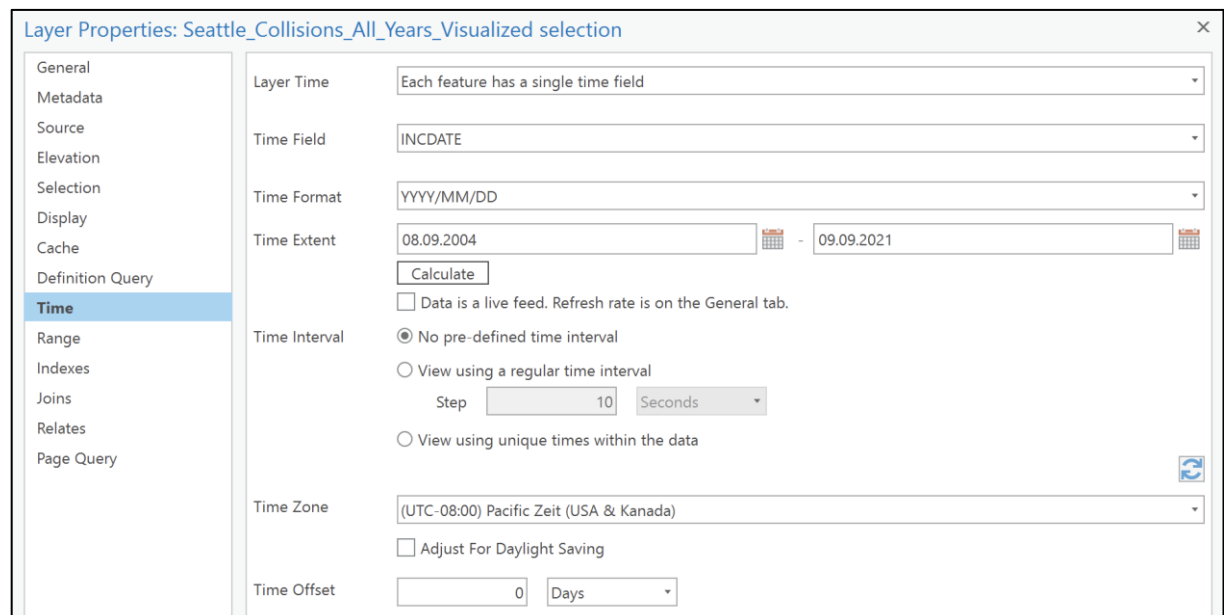 Layer Properties: Seattle_Collisions_All_Years_Visualized selection
General
Metadata
Source
Elevation
Selection
Display
Cache
Definition Query
Time
Range
Indexes
Joins
Relates
Page Query
Layer Time Each feature has a single time field
Time Field INCDATE
Time Format YYYY/MM/DD
Time Extent 08.09.2004 - 09.09.2021
Calculate
Data is a live feed. Refresh rate is on the General tab.
Time Interval No pre-defined time interval
View using a regular time interval
Step 10 Seconds
View using unique times within the data
Time Zone (UTC-08:00) Pacific Zeit (USA & Kanada)
Adjust For Daylight Saving
Time Offset 0 Days